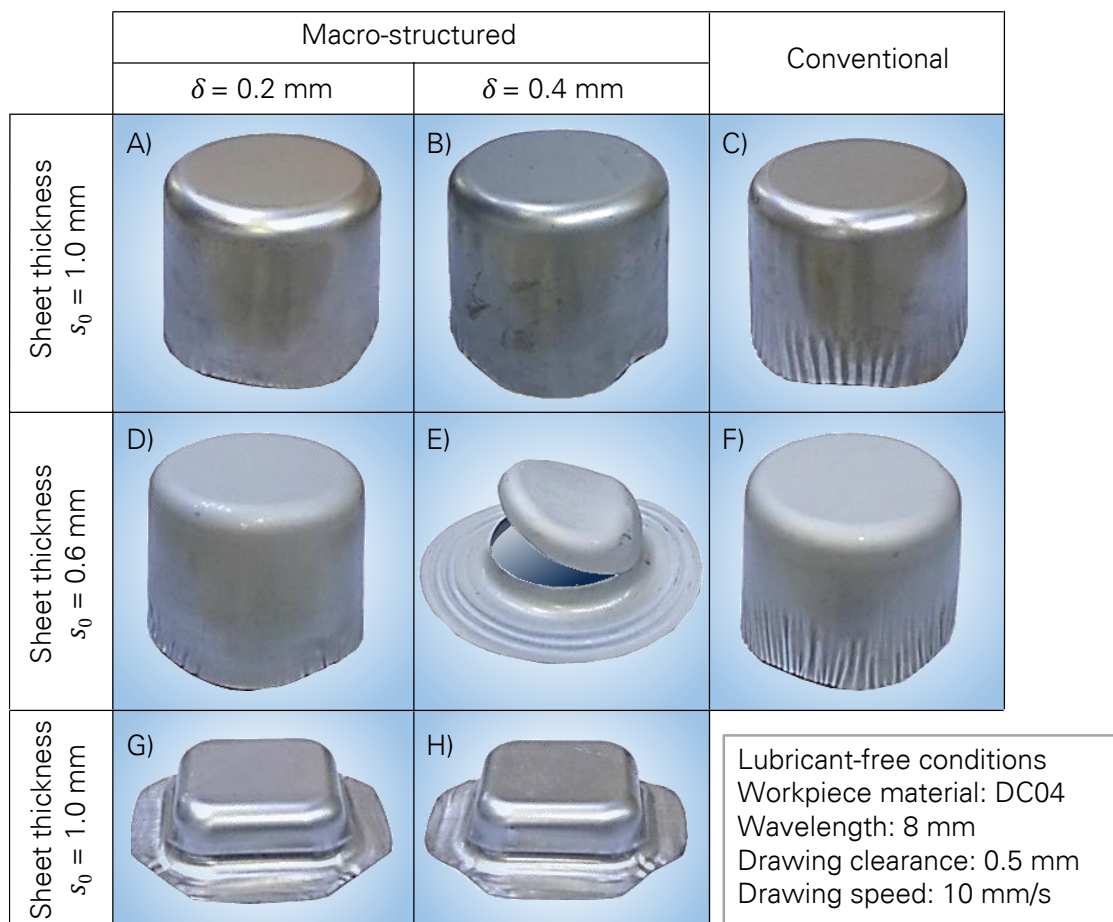 Macro-structured
Conventional
δ = 0.2 mm
δ = 0.4 mm
Sheet thickness
s₀ = 1.0 mm
A)
B)
C)
Sheet thickness
s₀ = 0.6 mm
D)
E)
F)
Sheet thickness
s₀ = 1.0 mm
G)
H)
Lubricant-free conditions
Workpiece material: DC04
Wavelength: 8 mm
Drawing clearance: 0.5 mm
Drawing speed: 10 mm/s